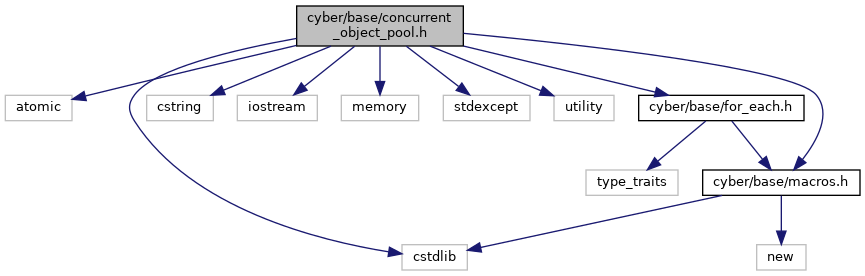 cyber/base/concurrent
_object_pool.h
atomic
cstring
iostream
memory
stdexcept
utility
cyber/base/for_each.h
type_traits
cyber/base/macros.h
cstdlib
new